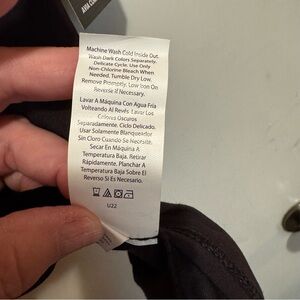 AVIA
Machine Wash Cold Inside Out.
Wash Dark Colors Separately.
Delicate Cycle. Use Only
Non-Chlorine Bleach When
Needed. Tumble Dry Low.
Remove Promptly. Low Iron On
Reverse if Necessary.
Lavar A Máquina Con Agua Fría
Volteando Al Revés. Lavar Los
Colores Oscuros
Separadamente. Ciclo Delicado.
Usar Solamente Blanqueador
Sin Cloro Cuando Se Necesite.
Secar En Máquina A
Temperatura Baja. Retirar
Rápidamente. Planchar A
Temperatura Baja Sobre El
Reverso Si Es Necesario.
U22